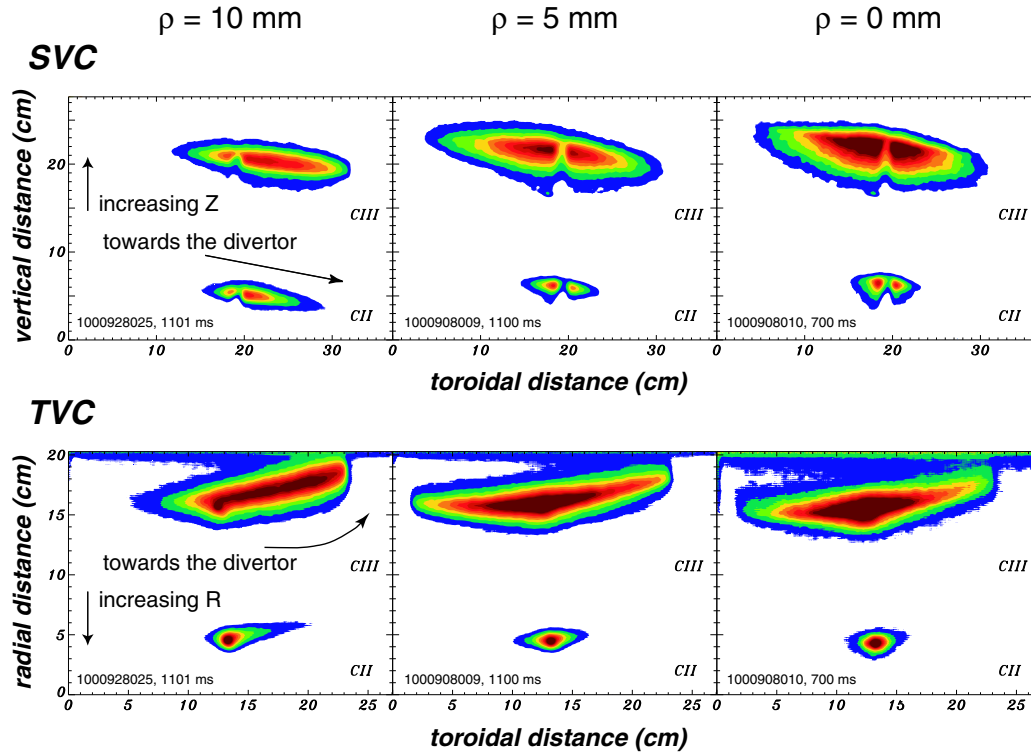 ρ = 10 mm ρ = 5 mm ρ = 0 mm
SVC
vertical distance (cm)
20
10
0
increasing Z
towards the divertor
CIII CIII CIII
CII CII CII
1000928025, 1101 ms 1000908009, 1100 ms 1000908010, 700 ms
0 10 20 30 0 10 20 30 0 10 20 30
toroidal distance (cm)
TVC
radial distance (cm)
20
15
10
5
0
towards the divertor
increasing R
CIII CIII CIII
CII CII CII
1000928025, 1101 ms 1000908009, 1100 ms 1000908010, 700 ms
0 5 10 15 20 25 0 5 10 15 20 25 0 5 10 15 20 25
toroidal distance (cm)